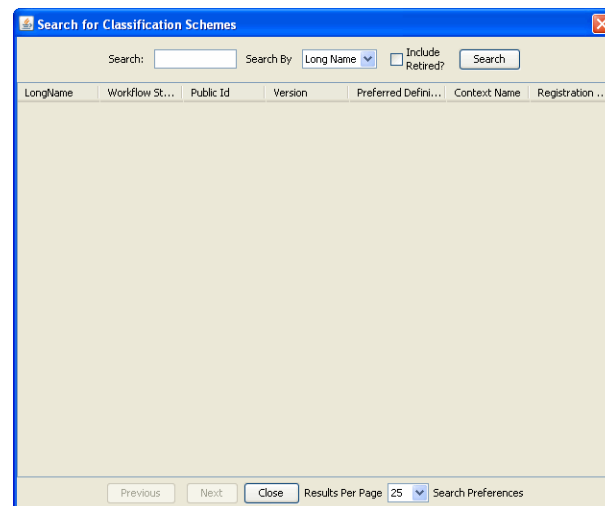 Search for Classification Schemes
Search: Search By Long Name Include Retired? Search
LongName Workflow St... Public Id Version Preferred Defini... Context Name Registration ...
Previous Next Close Results Per Page 25 Search Preferences